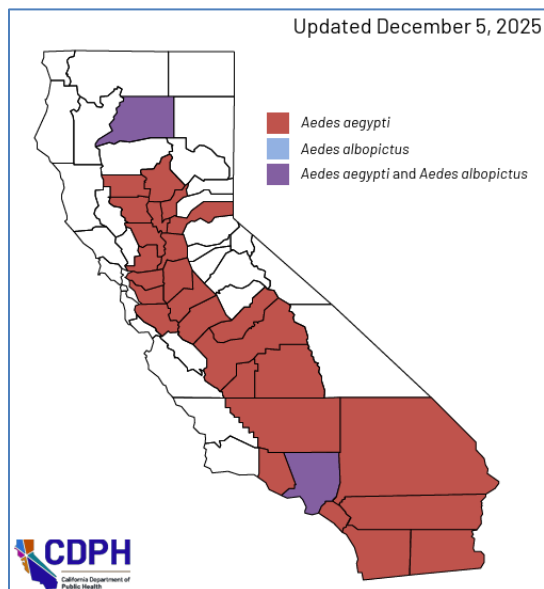 Updated December 5, 2025
Aedes aegypti
Aedes albopictus
Aedes aegypti and Aedes albopictus
CDPH
California Department of
Public Health